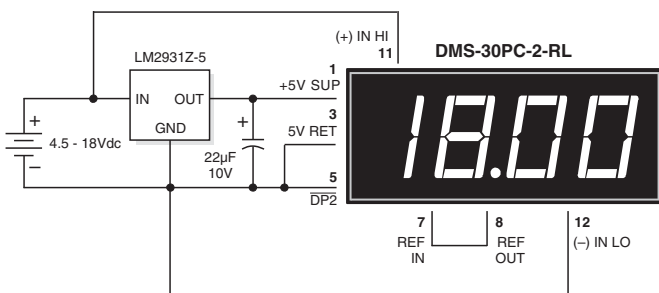 (+) IN HI
11
DMS-30PC-2-RL
LM2931Z-5
IN OUT
GND
1
+5V SUP
3
5V RET
+
4.5 - 18Vdc
–
+
22µF
10V
5
DP2
18.00
7
REF
IN
8
REF
OUT
12
(–) IN LO